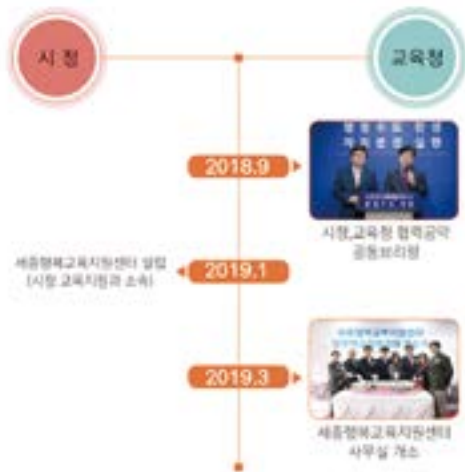 시 청
교육청
2018.9
시청,교육청 협력공약
공동브리핑
2019.1
세종행복교육지원센터 설립
(시청 교육지원과 소속)
2019.3
세종행복교육지원센터
사무실 개소